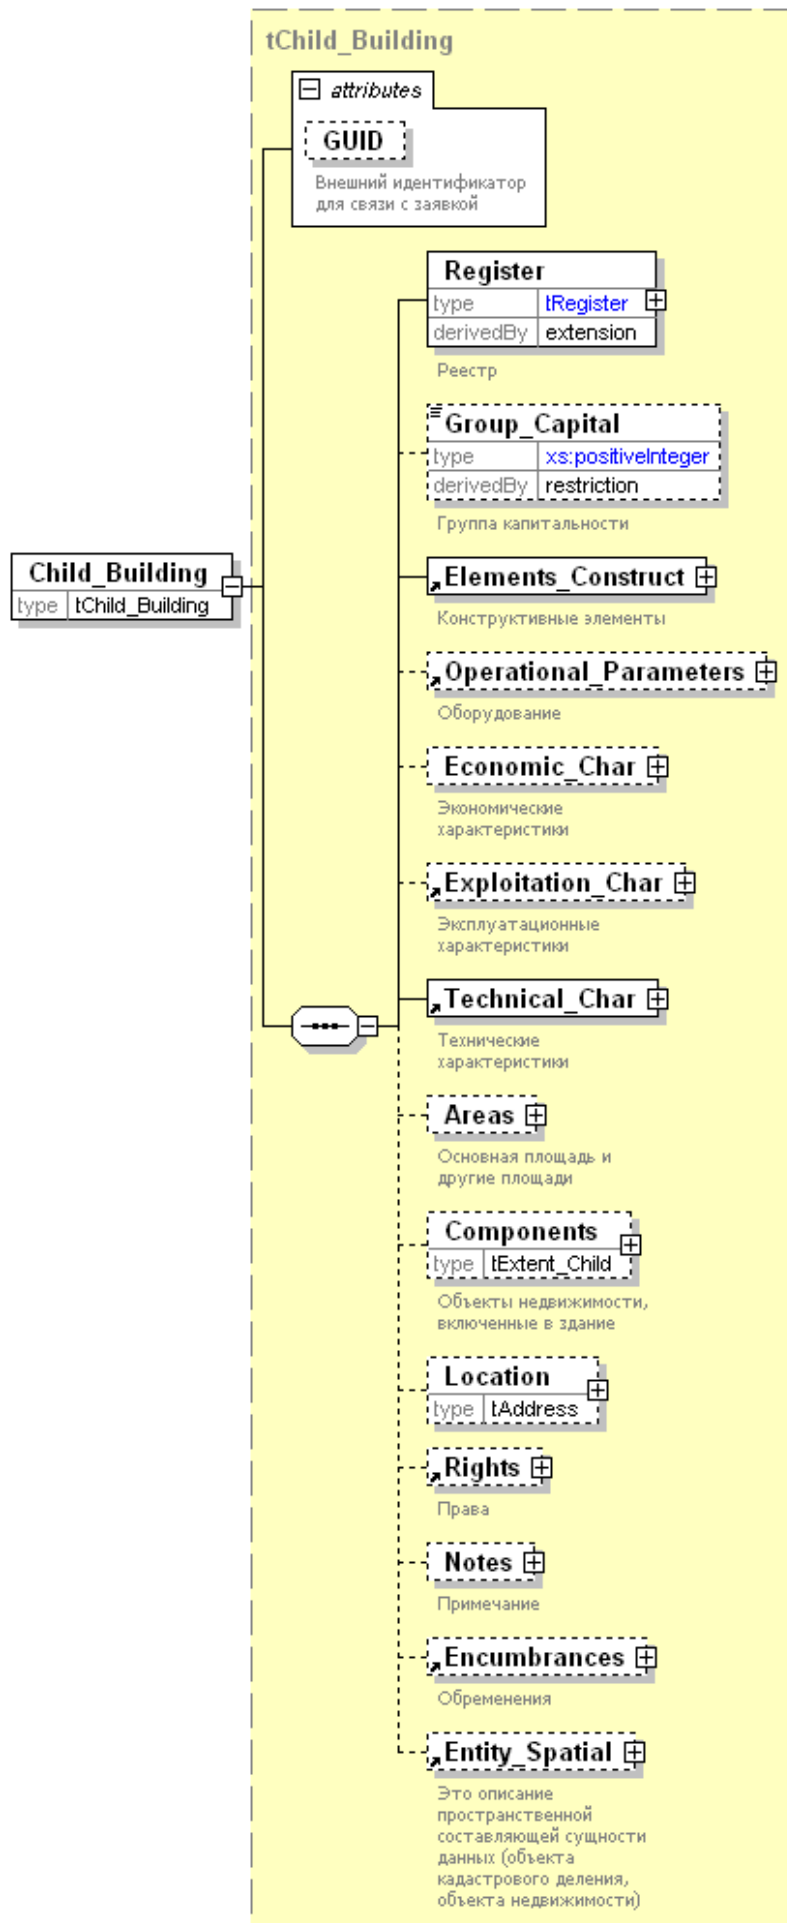 tChild_Building
attributes
GUID
Внешний идентификатор
для связи с заявкой
Register
type tRegister
derivedBy extension
Реестр
Group_Capital
type xs:positiveInteger
derivedBy restriction
Группа капитальности
Child_Building
type tChild_Building
Elements_Construct
Конструктивные элементы
Operational_Parameters
Оборудование
Economic_Char
Экономические
характеристики
Exploitation_Char
Эксплуатационные
характеристики
Technical_Char
Технические
характеристики
Areas
Основная площадь и
другие площади
Components
type tExtent_Child
Объекты недвижимости,
включенные в здание
Location
type tAddress
Rights
Права
Notes
Примечание
Encumbrances
Обременения
Entity_Spatial
Это описание
пространственной
составляющей сущности
данных (объекта
кадастрового деления,
объекта недвижимости)